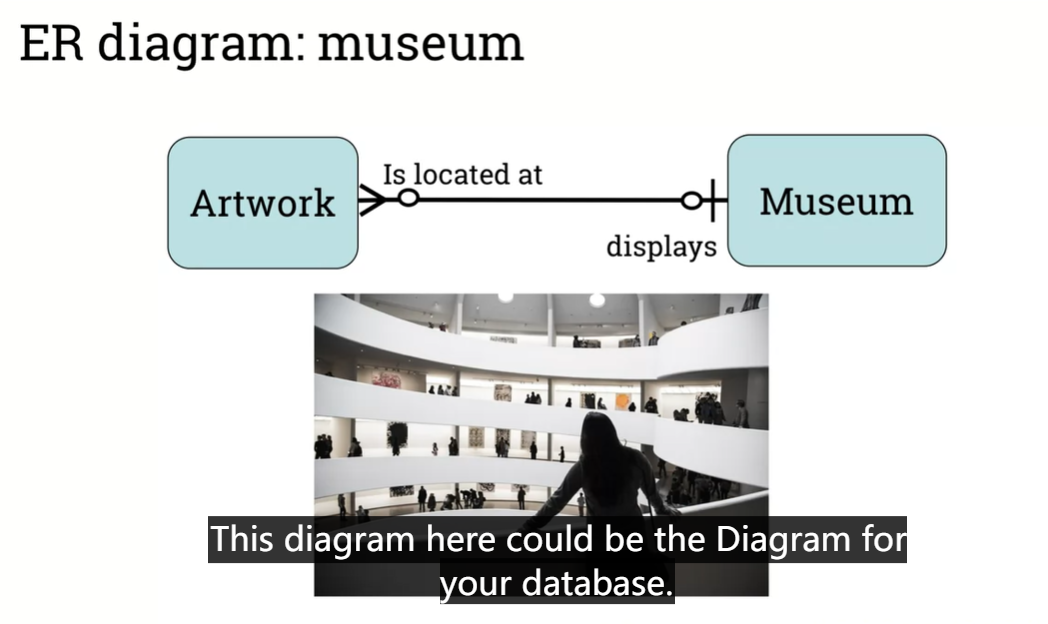 ER diagram: museum
Is located at
Artwork
Museum
displays
This diagram here could be the Diagram for
your database.